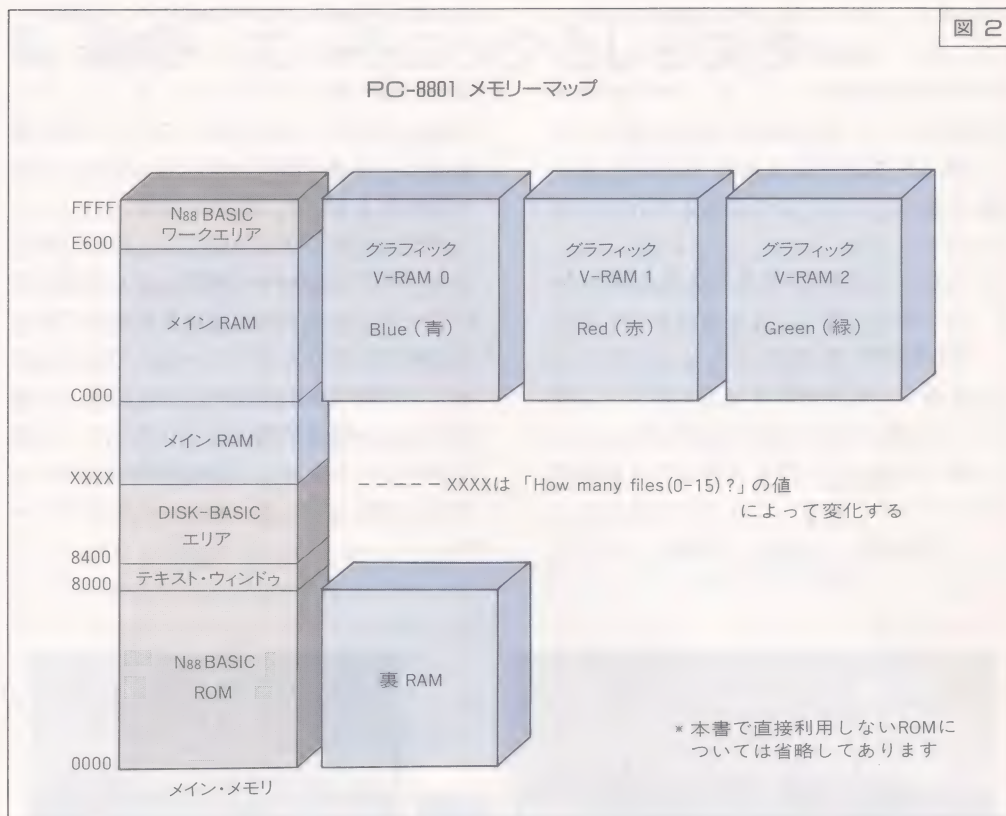 図 2
PC-8801 メモリーマップ
FFFF
N88 BASIC
ワークエリア
E600
メイン RAM
グラフィック
V-RAM 0
Blue (青)
グラフィック
V-RAM 1
Red (赤)
グラフィック
V-RAM 2
Green (緑)
C000
メイン RAM
XXXX
----- XXXXは「How many files(0-15)?」の値
によって変化する
DISK-BASIC
エリア
8400
テキスト・ウィンドゥ
8000
N88 BASIC
ROM
裏 RAM
0000
メイン・メモリ
* 本書で直接利用しないROMに
ついては省略してあります